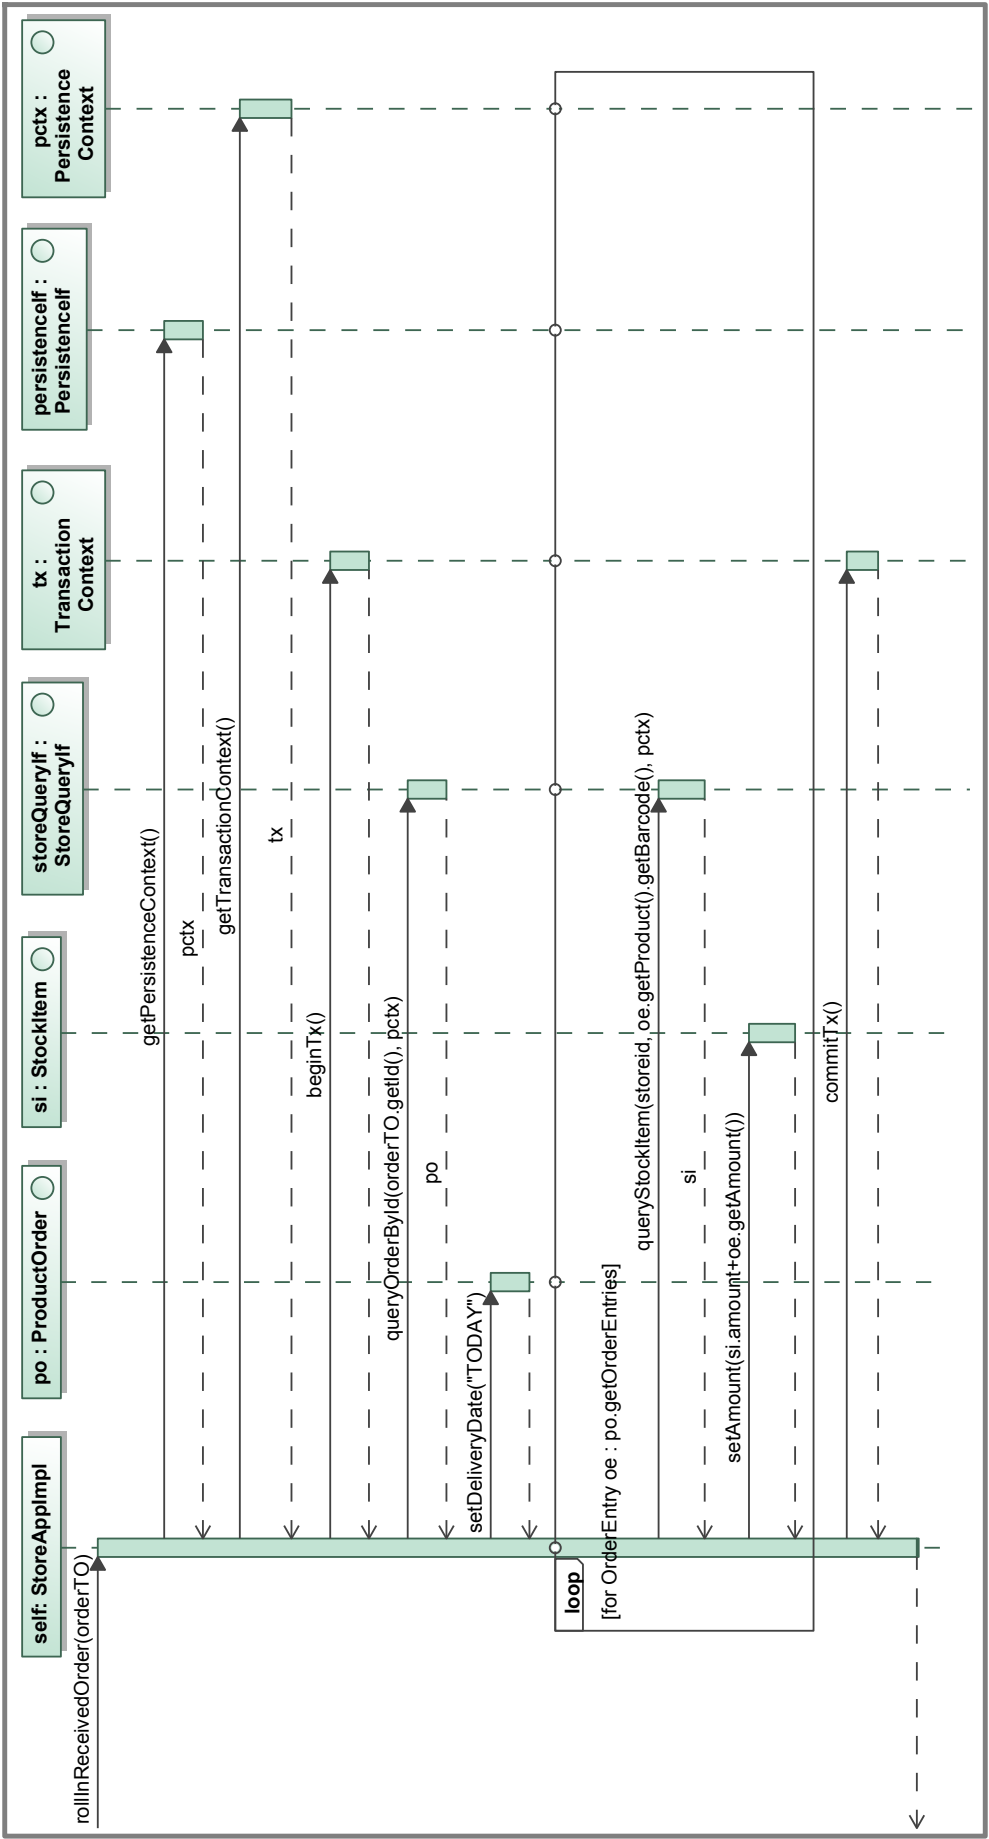 self: StoreAppImpl
po : ProductOrder
si : StockItem
storeQueryIf :
StoreQueryIf
tx :
Transaction
Context
persistenceIf :
PersistenceIf
pctx :
Persistence
Context
rollInReceivedOrder(orderTO)
getPersistenceContext()
pctx
getTransactionContext()
tx
beginTx()
queryOrderById(orderTO.getId(), pctx)
po
setDeliveryDate("TODAY")
loop
[for OrderEntry oe : po.getOrderEntries]
queryStockItem(storeid, oe.getProduct().getBarcode(), pctx)
si
setAmount(si.amount+oe.getAmount())
commitTx()